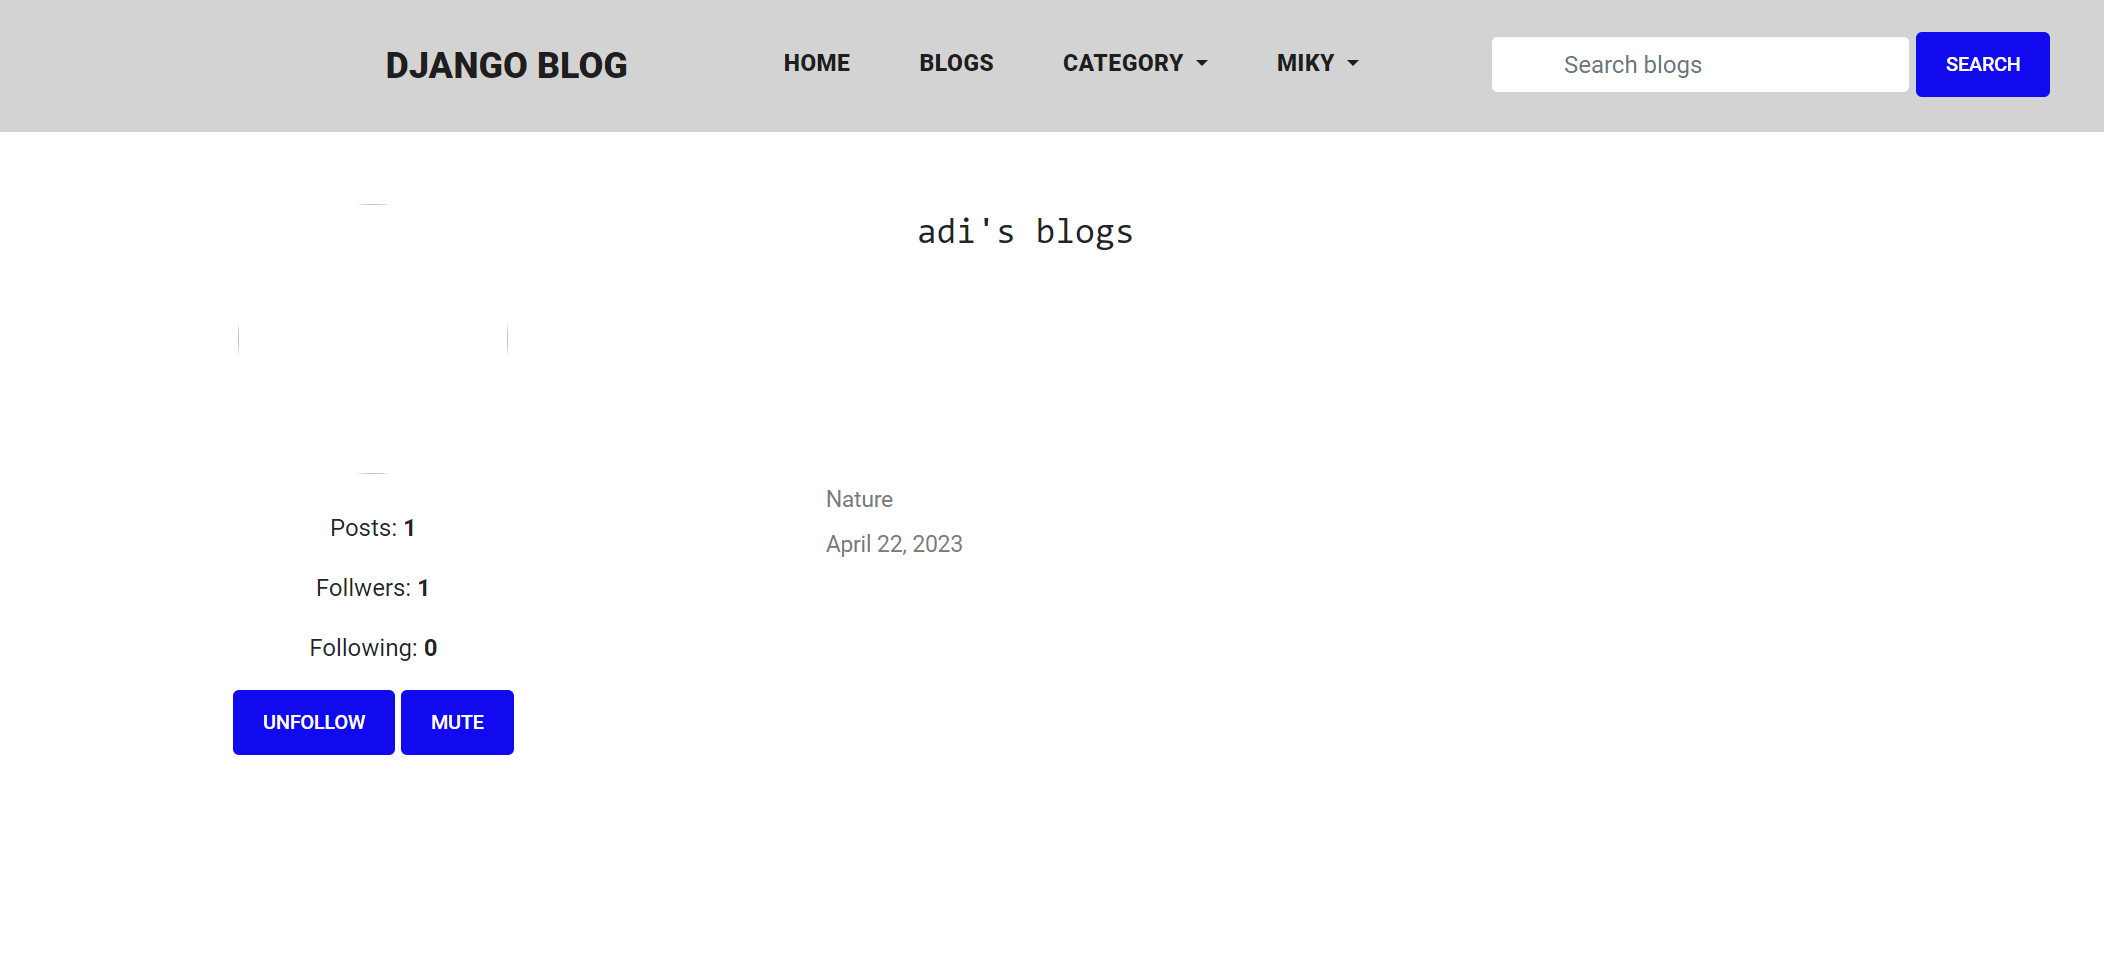 DJANGO BLOG HOME BLOGS CATEGORY MIKY Search blogs SEARCH
adi's blogs
Posts: 1
Follwers: 1
Following: 0
UNFOLLOW MUTE
Nature
April 22, 2023